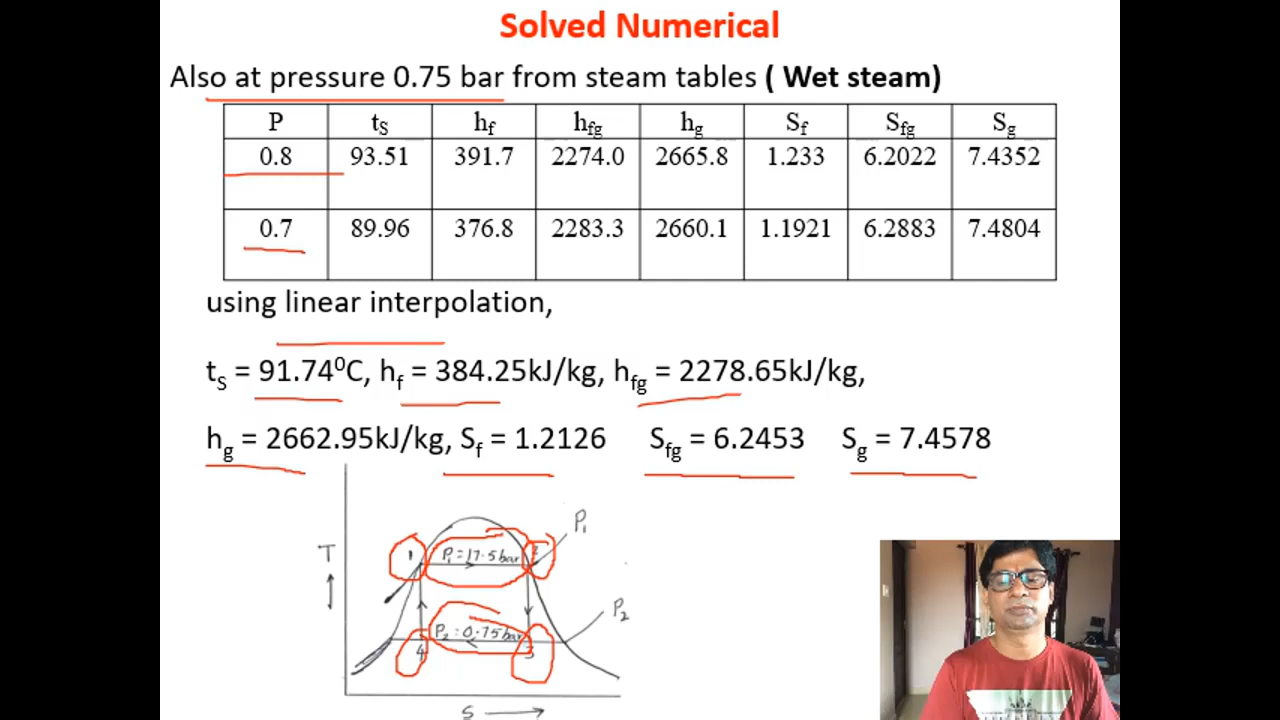 Solved Numerical
Also at pressure 0.75 bar from steam tables ( Wet steam)
P tS hf hfg hg Sf Sfg Sg
0.8 93.51 391.7 2274.0 2665.8 1.233 6.2022 7.4352
0.7 89.96 376.8 2283.3 2660.1 1.1921 6.2883 7.4804
using linear interpolation,
tS = 91.74⁰C, hf = 384.25kJ/kg, hfg = 2278.65kJ/kg,
hg = 2662.95kJ/kg, Sf = 1.2126 Sfg = 6.2453 Sg = 7.4578
P1
T 1 P1=17.5 bar 2
P2
P2=0.75 bar
4 3
S